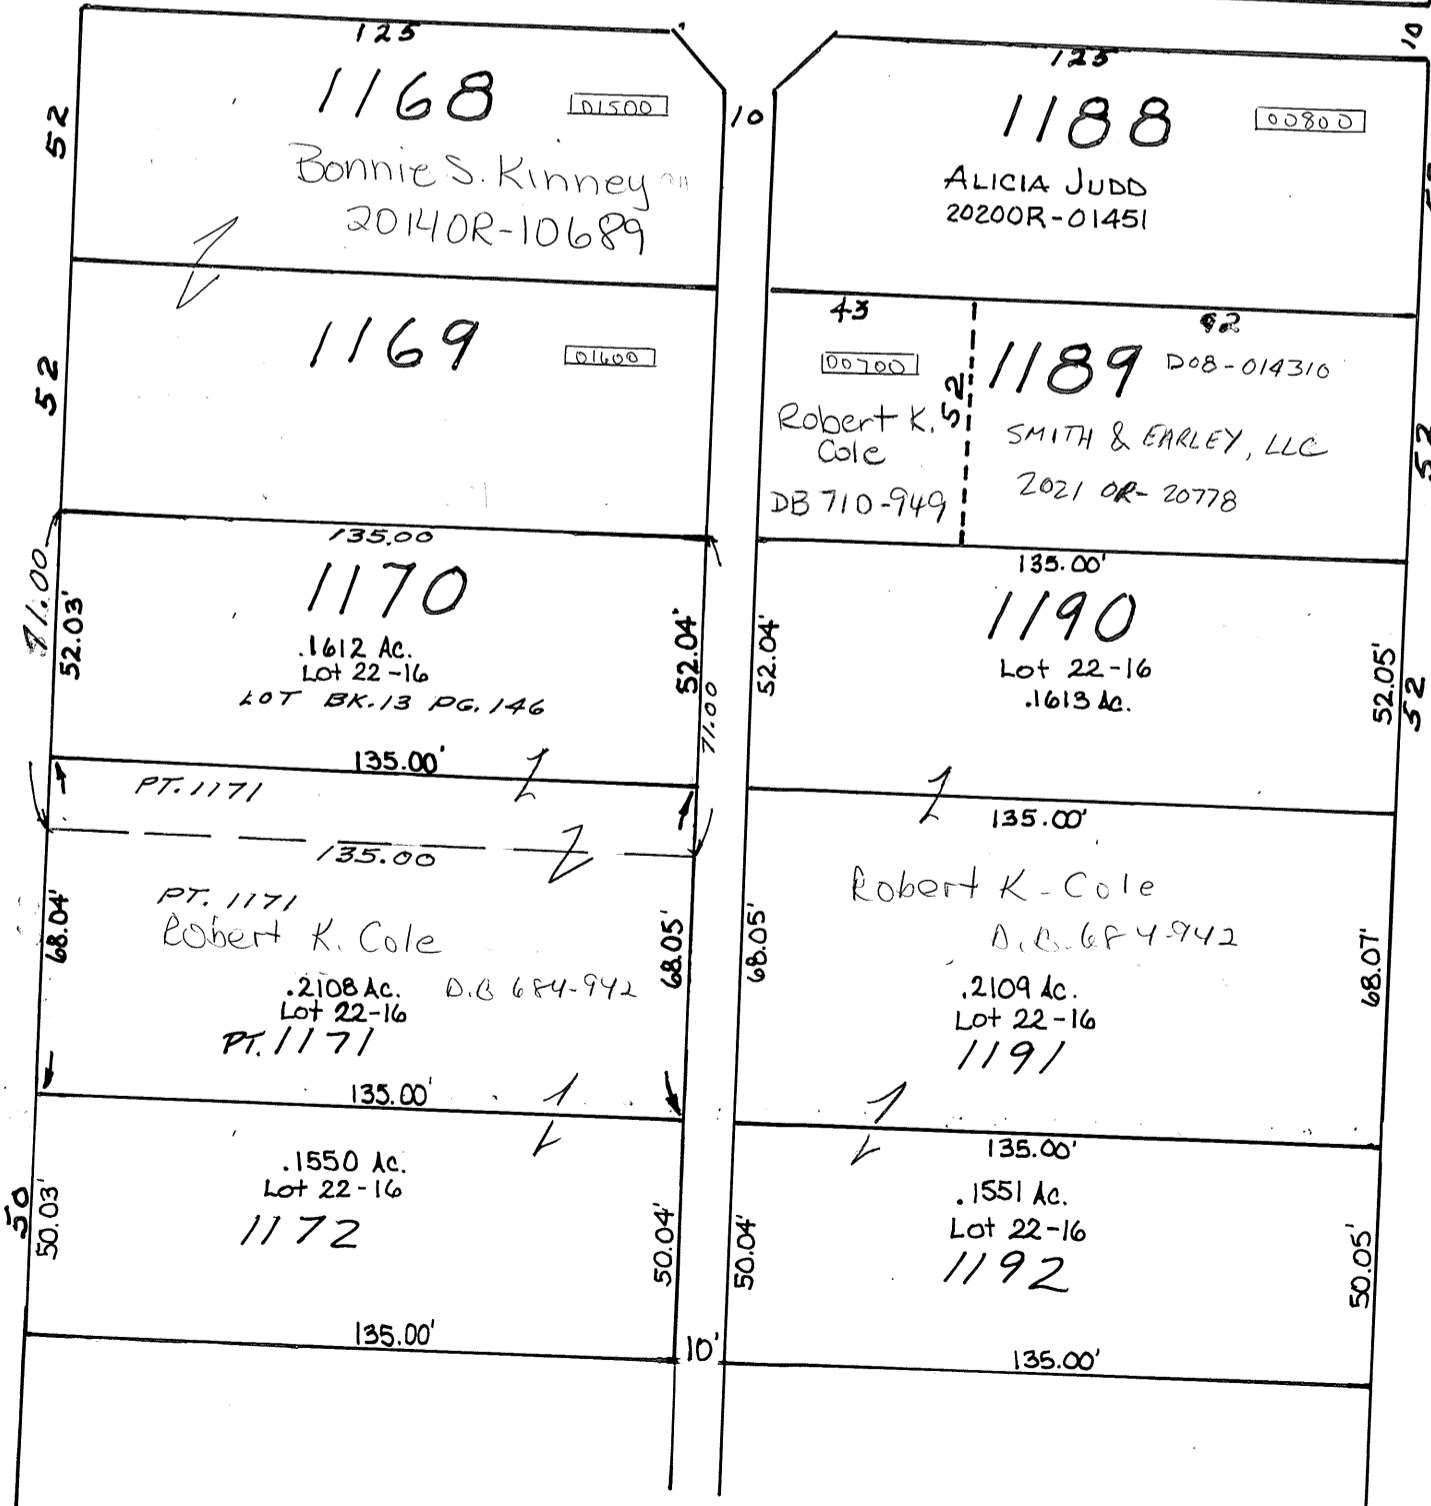 125
52
1168
01500
Bonnie S. Kinney
2014OR-10689
52
1169
01600
135.00
71.00
52.03'
1170
.1612 Ac.
Lot 22-16
LOT BK.13 PG.146
52.04'
71.00
135.00'
PT. 1171
135.00
PT. 1171
Robert K. Cole
68.04'
68.05'
.2108 Ac.
D.B 684-942
Lot 22-16
PT. 1171
135.00'
.1550 Ac.
Lot 22-16
1172
50
50.03'
50.04'
135.00'
10
10'
10
125
1188
00800
ALICIA JUDD
2020OR-01451
43
92
00700
Robert K.
Cole
DB 710-949
52
1189
D08-014310
SMITH & EARLEY, LLC
2021 OR- 20778
52
135.00'
1190
Lot 22-16
.1613 Ac.
52.04'
52.05'
52
135.00'
Robert K-Cole
D.B. 684-942
68.05'
68.07'
.2109 Ac.
Lot 22-16
1191
135.00'
.1551 Ac.
Lot 22-16
1192
50.04'
50.05'
135.00'